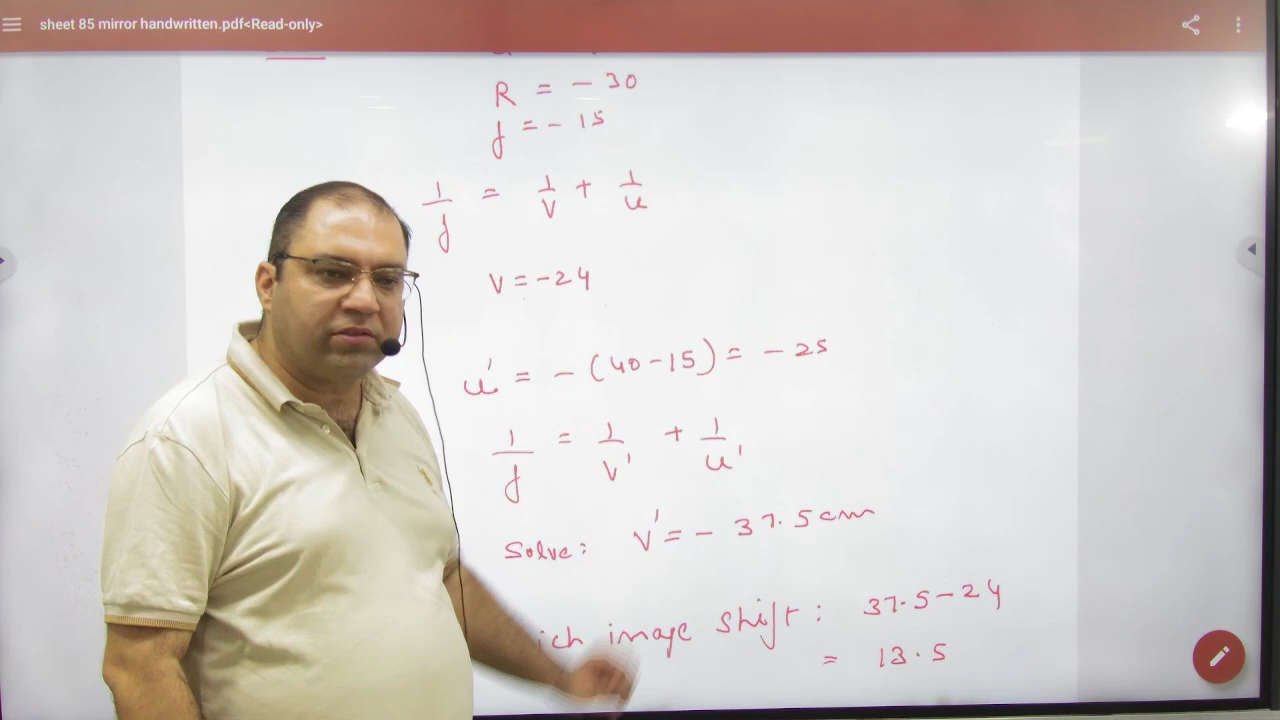 sheet 85 mirror handwritten.pdf<Read-only>
R = - 30
f = - 15
1/f = 1/v + 1/u
v = -24
u' = - (40-15) = - 25
1/f = 1/v' + 1/u'
Solve: v' = - 37.5 cm
image shift : 37.5-24
= 13.5